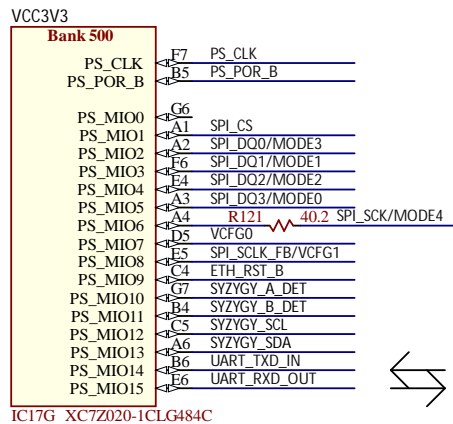 VCC3V3
Bank 500
PS_CLK F7 PS_CLK
PS_POR_B B5 PS_POR_B
PS_MIO0 G6
PS_MIO1 A1 SPI_CS
PS_MIO2 A2 SPI_DQ0/MODE3
PS_MIO3 F6 SPI_DQ1/MODE1
PS_MIO4 E4 SPI_DQ2/MODE2
PS_MIO5 A3 SPI_DQ3/MODE0
PS_MIO6 A4 R121 40.2 SPI_SCK/MODE4
PS_MIO7 D5 VCFG0
PS_MIO8 E5 SPI_SCLK_FB/VCFG1
PS_MIO9 C4 ETH_RST_B
PS_MIO10 G7 SYZYGY_A_DET
PS_MIO11 B4 SYZYGY_B_DET
PS_MIO12 C5 SYZYGY_SCL
PS_MIO13 A6 SYZYGY_SDA
PS_MIO14 B6 UART_TXD_IN
PS_MIO15 E6 UART_RXD_OUT
IC17G XC7Z020-1CLG484C